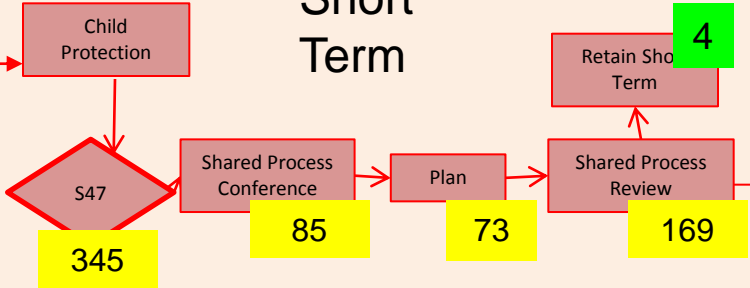 Short
Term
Child
Protection
4
Retain Sho
Term
S47
345
Shared Process
Conference
85
Plan
73
Shared Process
Review
169